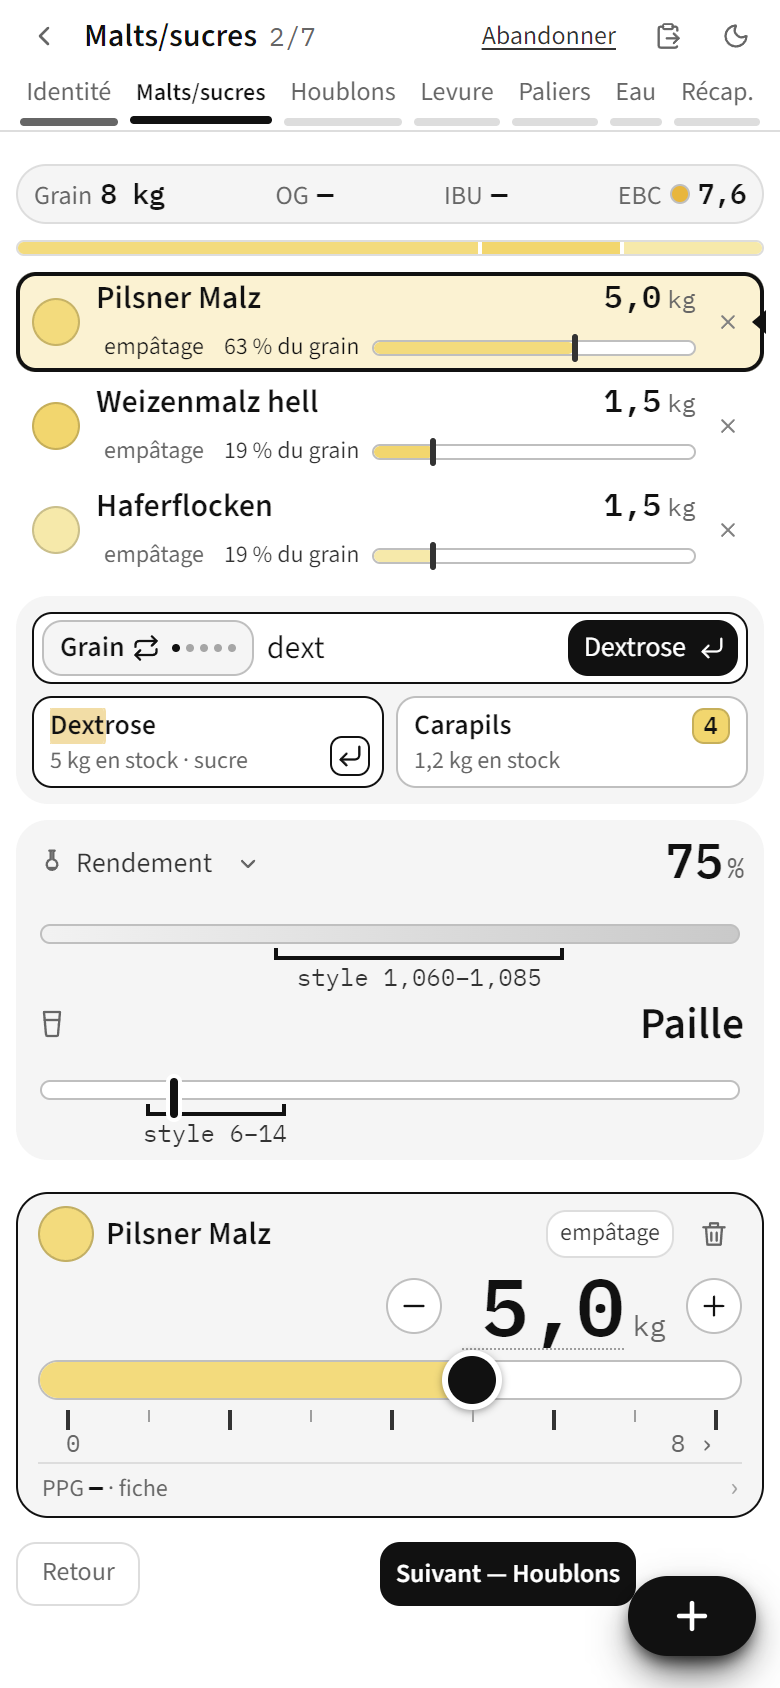 Malts/sucres 2/7 Abandonner
Identité Malts/sucres Houblons Levure Paliers Eau Récap.
Grain 8 kg OG – IBU – EBC 7,6
Pilsner Malz 5,0 kg ×
empâtage 63 % du grain
Weizenmalz hell 1,5 kg ×
empâtage 19 % du grain
Haferflocken 1,5 kg ×
empâtage 19 % du grain
Grain dext Dextrose
Dextrose Carapils 4
5 kg en stock · sucre 1,2 kg en stock
Rendement 75 %
style 1,060–1,085
Paille
style 6–14
Pilsner Malz empâtage
− 5,0 kg +
0 8 ›
PPG – · fiche ›
Retour Suivant — Houblons
+